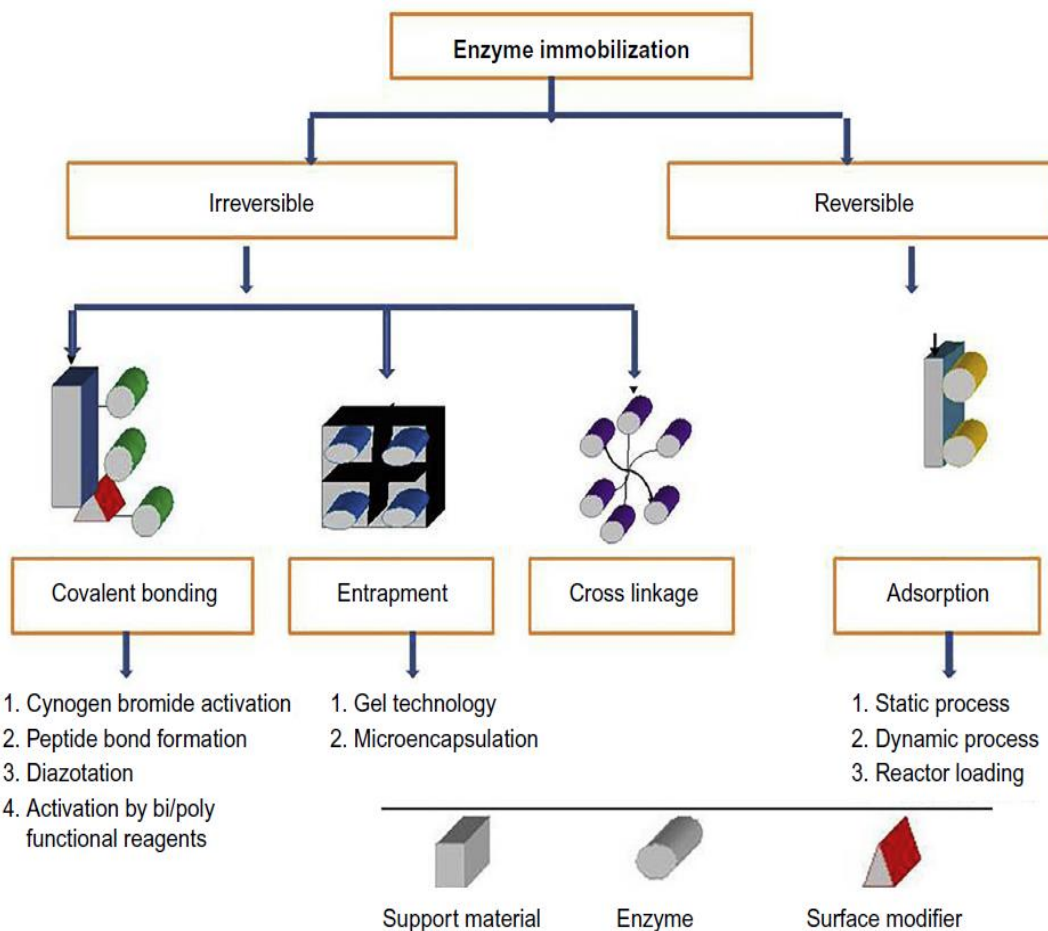 Enzyme immobilization
Irreversible
Reversible
Covalent bonding
Entrapment
Cross linkage
Adsorption
1. Cynogen bromide activation
2. Peptide bond formation
3. Diazotation
4. Activation by bi/poly
functional reagents
1. Gel technology
2. Microencapsulation
1. Static process
2. Dynamic process
3. Reactor loading
Support material
Enzyme
Surface modifier